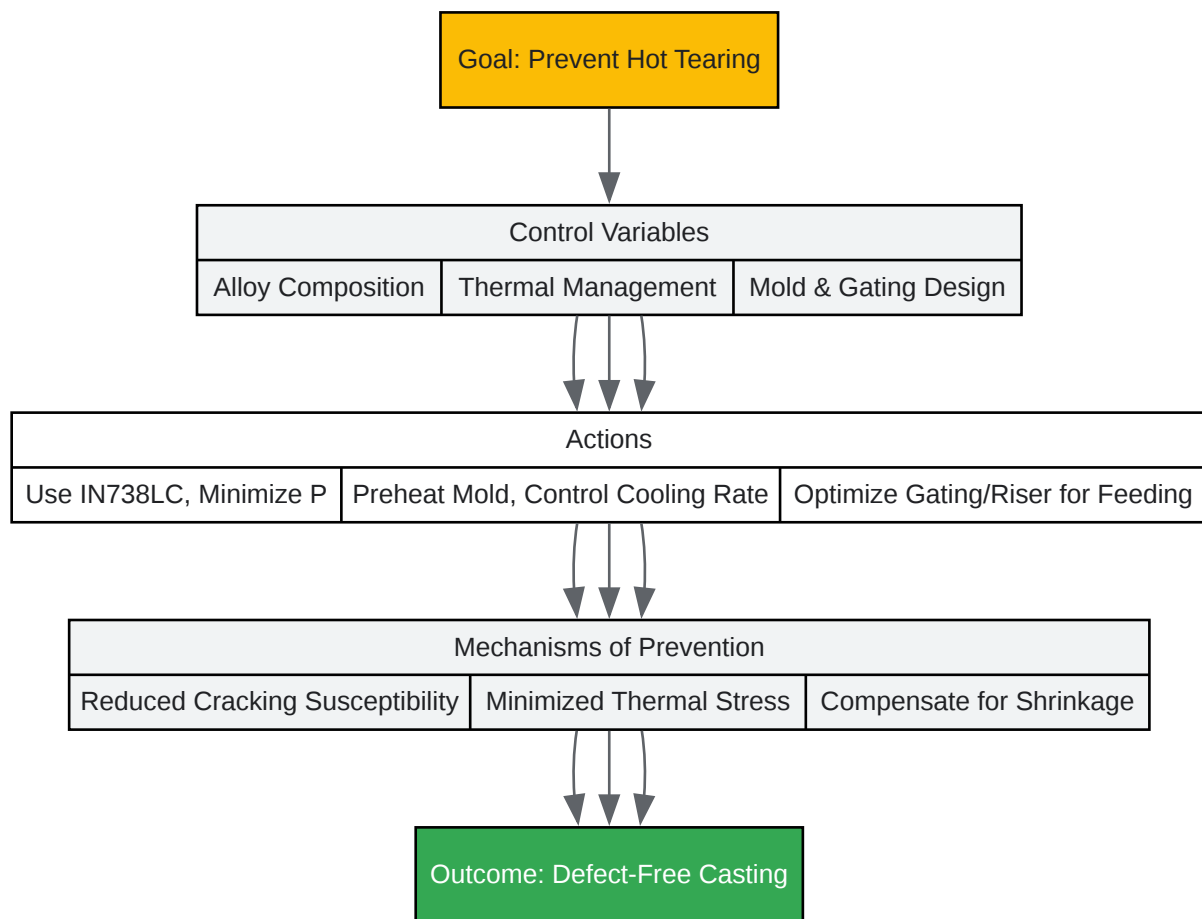 Goal: Prevent Hot Tearing
Control Variables
Alloy Composition
Thermal Management
Mold & Gating Design
Actions
Use IN738LC, Minimize P
Preheat Mold, Control Cooling Rate
Optimize Gating/Riser for Feeding
Mechanisms of Prevention
Reduced Cracking Susceptibility
Minimized Thermal Stress
Compensate for Shrinkage
Outcome: Defect-Free Casting